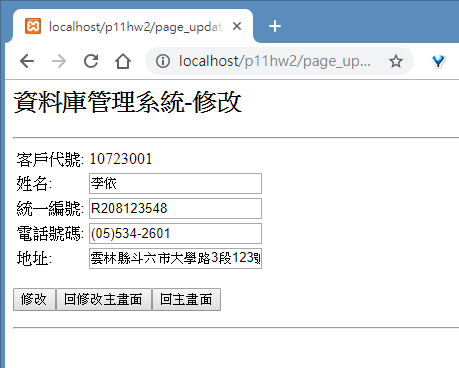 localhost/p11hw2/page_updat
localhost/p11hw2/page_up...
資料庫管理系統-修改
客戶代號: 10723001
姓名: 李依
統一編號: R208123548
電話號碼: (05)534-2601
地址: 雲林縣斗六市大學路3段123
修改 回修改主畫面 回主畫面